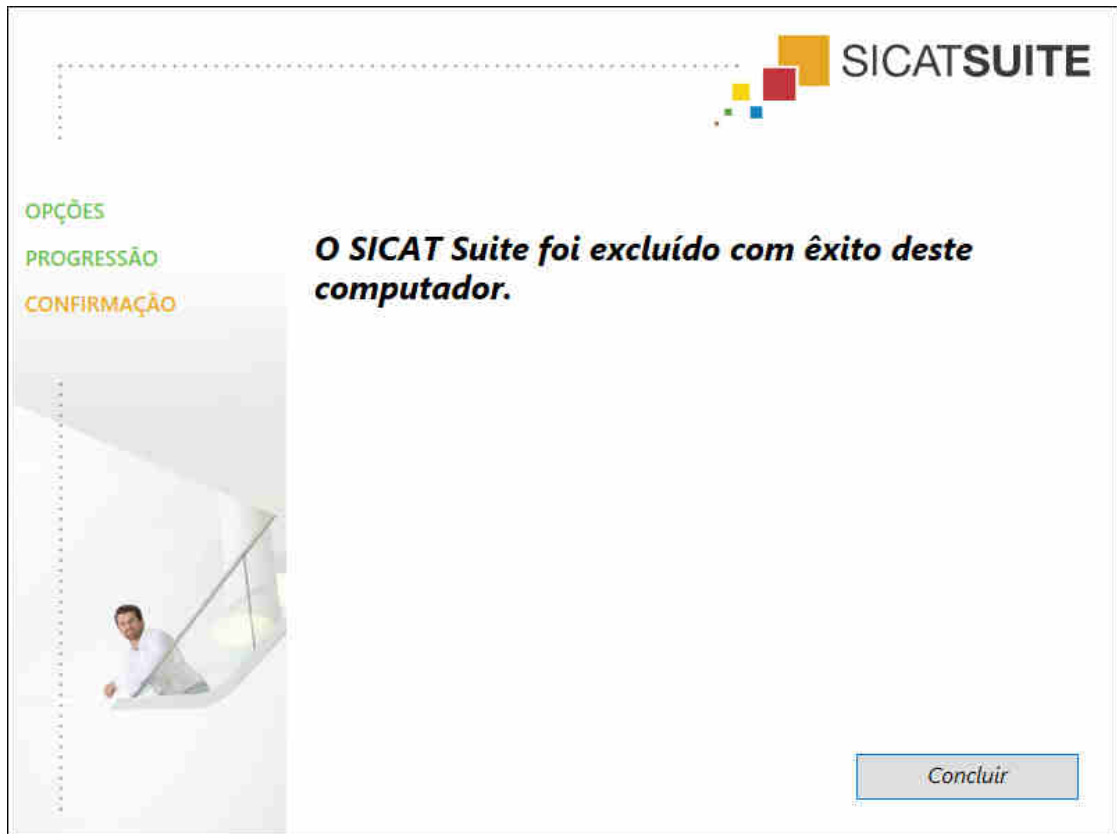 SICATSUITE
OPÇÕES
PROGRESSÃO
CONFIRMAÇÃO
O SICAT Suite foi excluído com êxito deste
computador.
Concluir